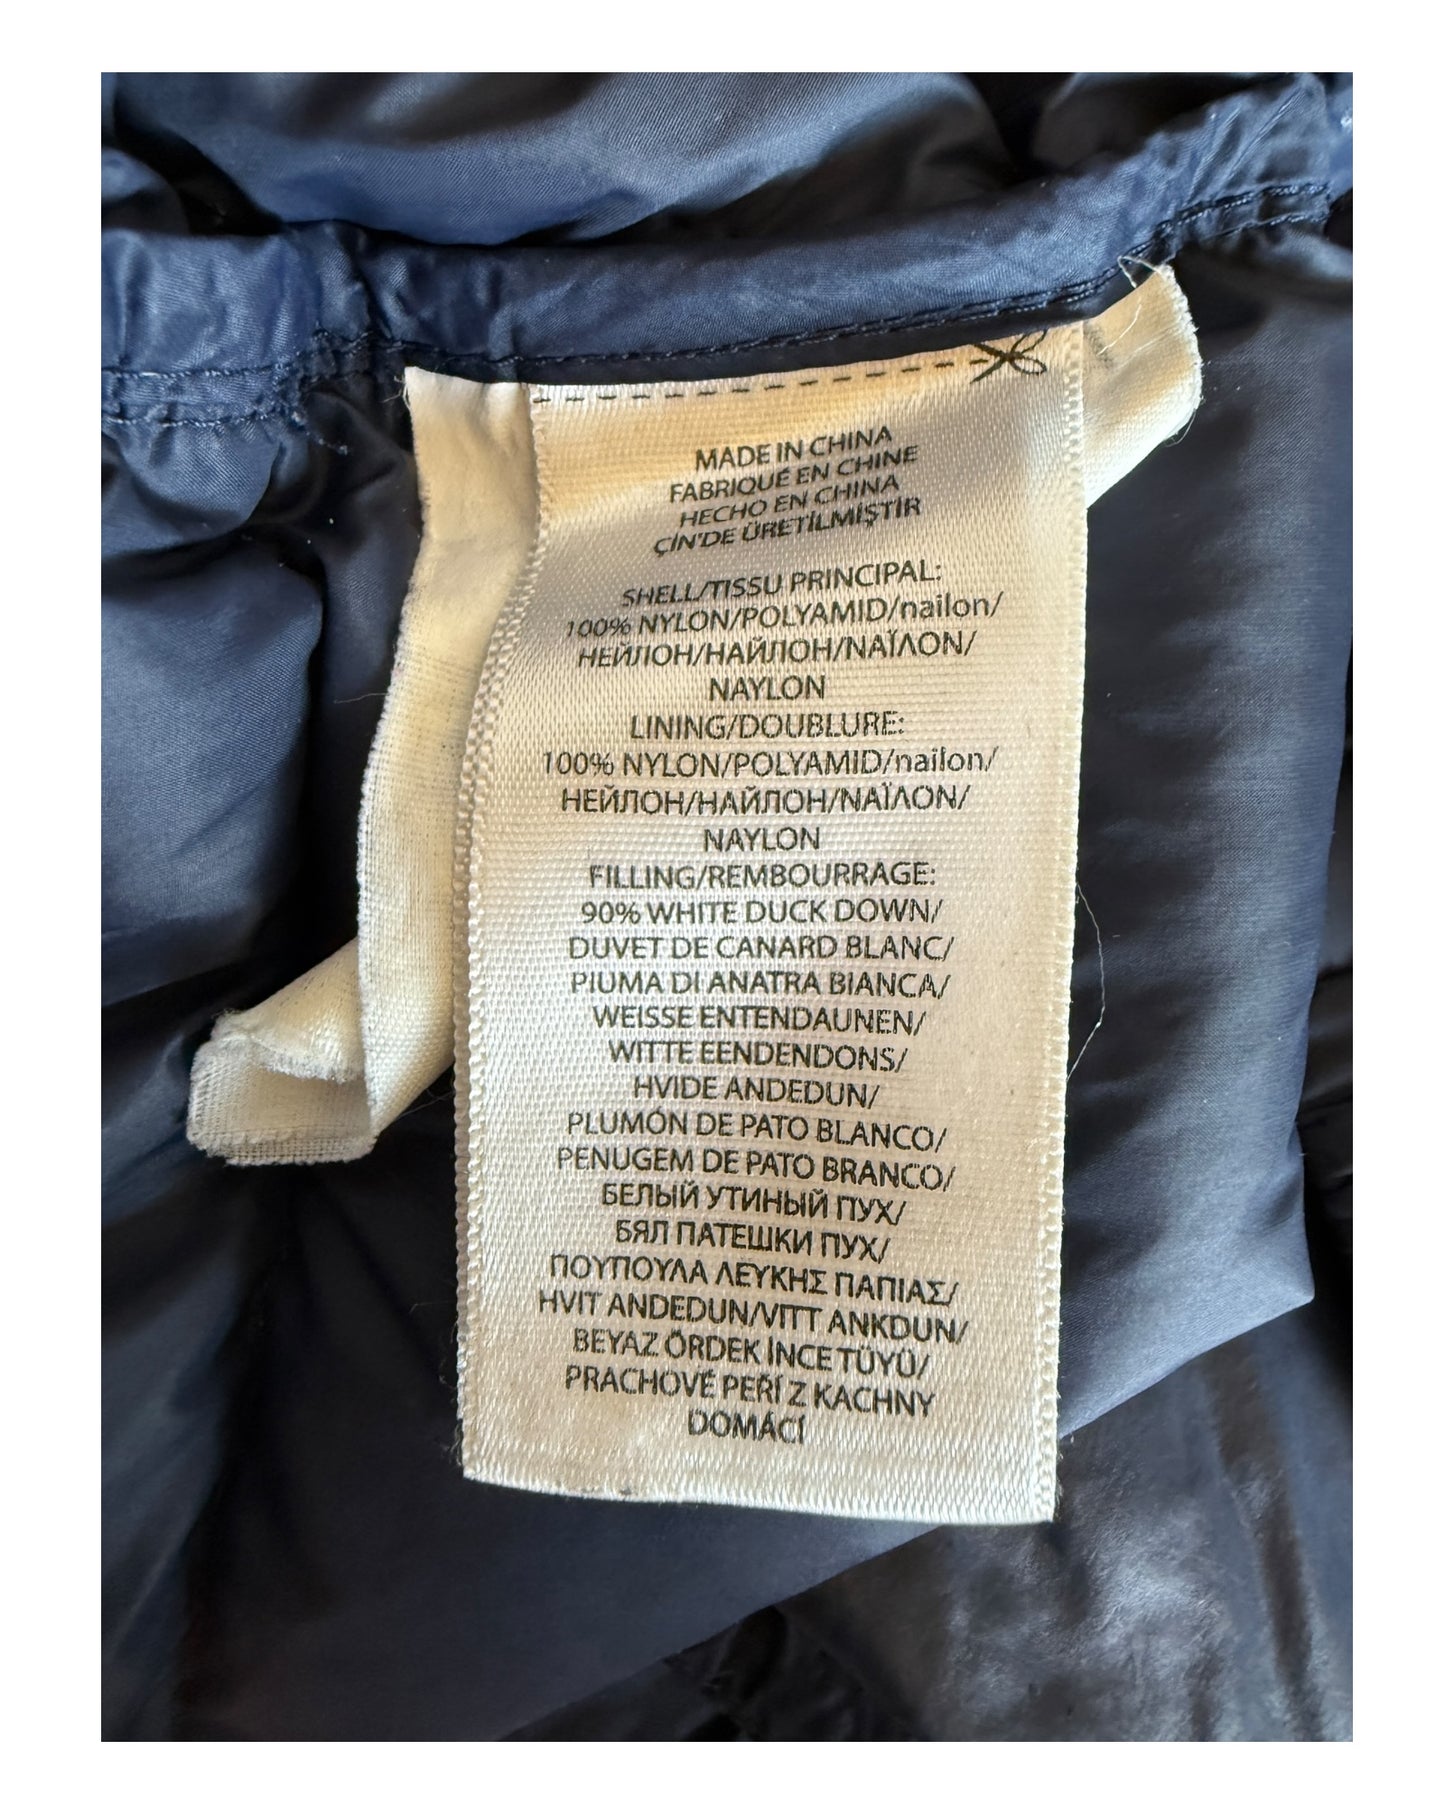 MADE IN CHINA
FABRIQUÉ EN CHINE
HECHO EN CHINA
ÇİN'DE ÜRETİLMİŞTİR
SHELL/TISSU PRINCIPAL:
100% NYLON/POLYAMID/nailon/
НЕЙЛОН/НАЙЛОН/ΝΑΪΛΟΝ/
NAYLON
LINING/DOUBLURE:
100% NYLON/POLYAMID/nailon/
НЕЙЛОН/НАЙЛОН/ΝΑΪΛΟΝ/
NAYLON
FILLING/REMBOURRAGE:
90% WHITE DUCK DOWN/
DUVET DE CANARD BLANC/
PIUMA DI ANATRA BIANCA/
WEISSE ENTENDAUNEN/
WITTE EENDENDONS/
HVIDE ANDEDUN/
PLUMÓN DE PATO BLANCO/
PENUGEM DE PATO BRANCO/
БЕЛЫЙ УТИНЫЙ ПУХ/
БЯЛ ПАТЕШКИ ПУХ/
ΠΟΥΠΟΥΛΑ ΛΕΥΚΗΣ ΠΑΠΙΑΣ/
HVIT ANDEDUN/VITT ANKDUN/
BEYAZ ÖRDEK İNCE TÜYÜ/
PRACHOVÉ PEŘÍ Z KACHNY
DOMÁCÍ